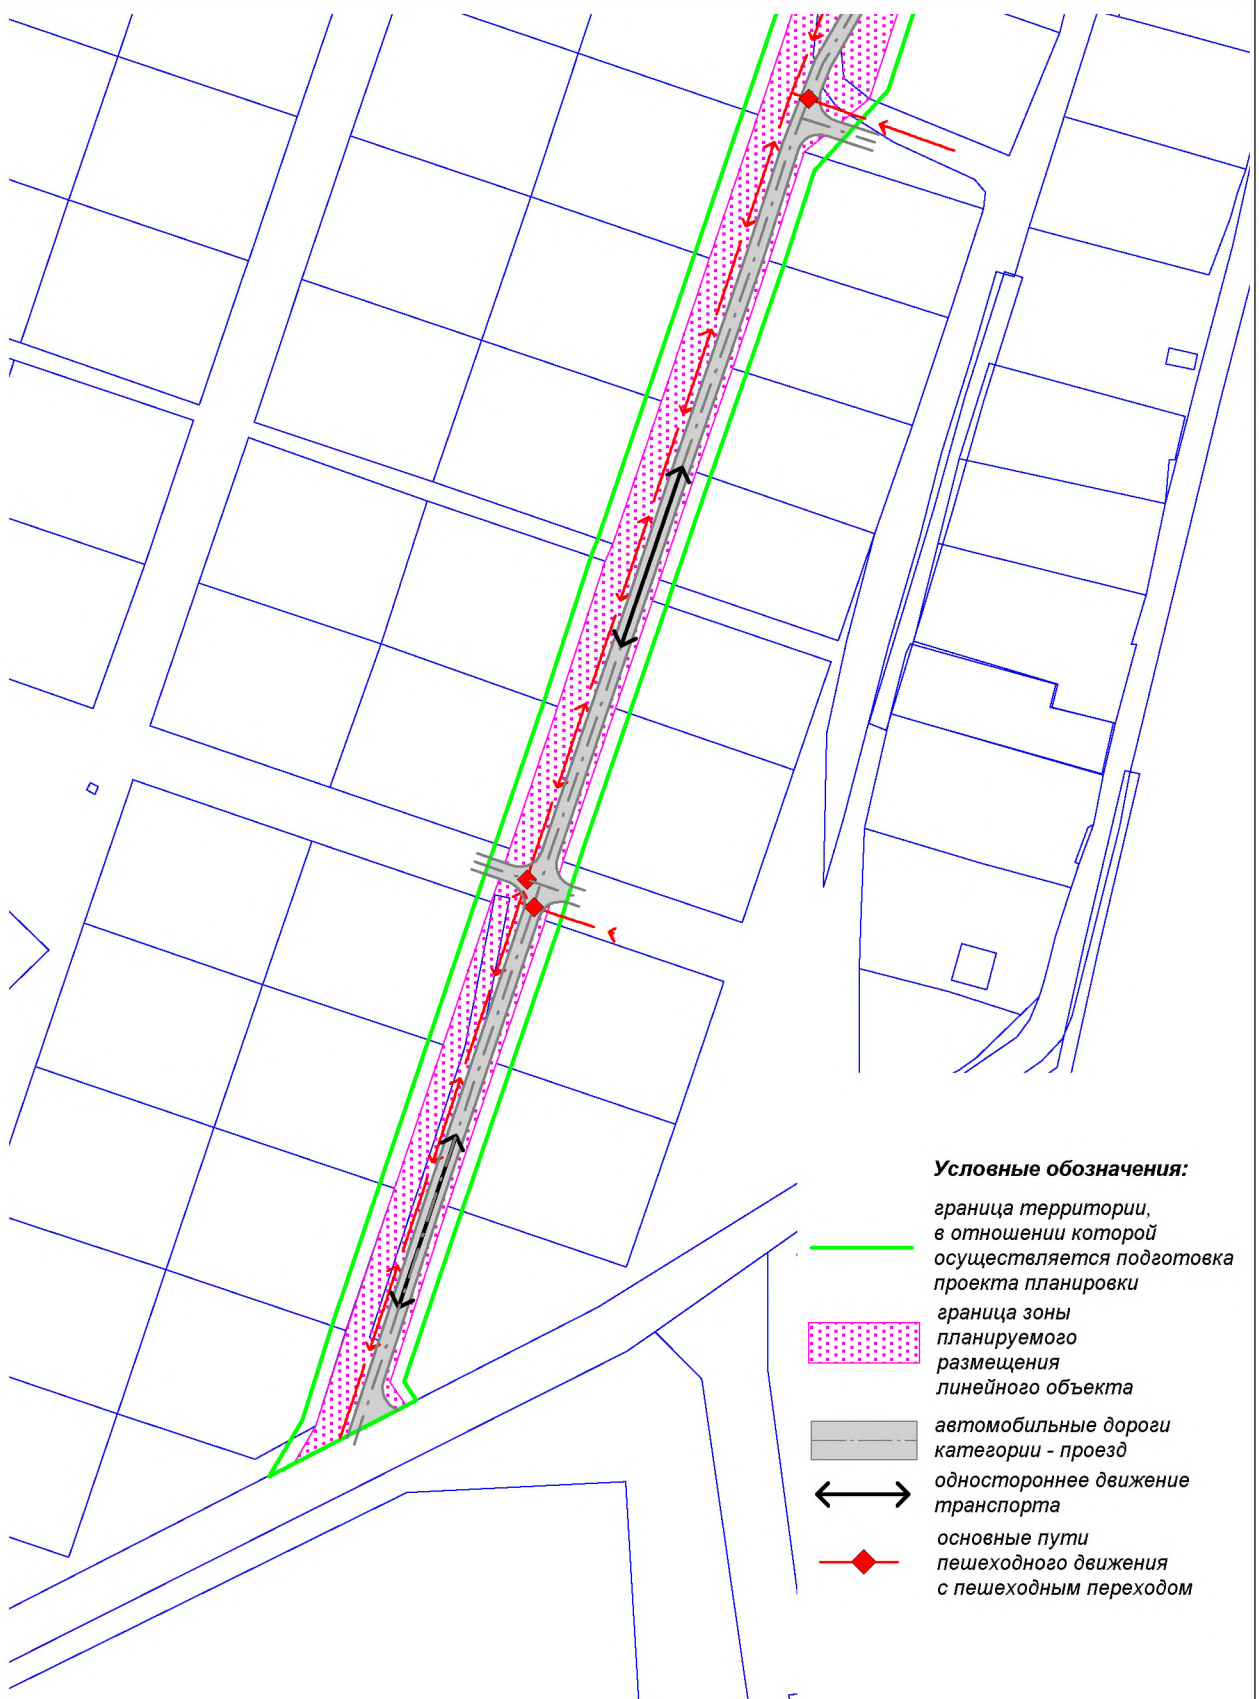 Условные обозначения:
граница территории,
в отношении которой
осуществляется подготовка
проекта планировки
граница зоны
планируемого
размещения
линейного объекта
автомобильные дороги
категории - проезд
одностороннее движение
транспорта
основные пути
пешеходного движения
с пешеходным переходом